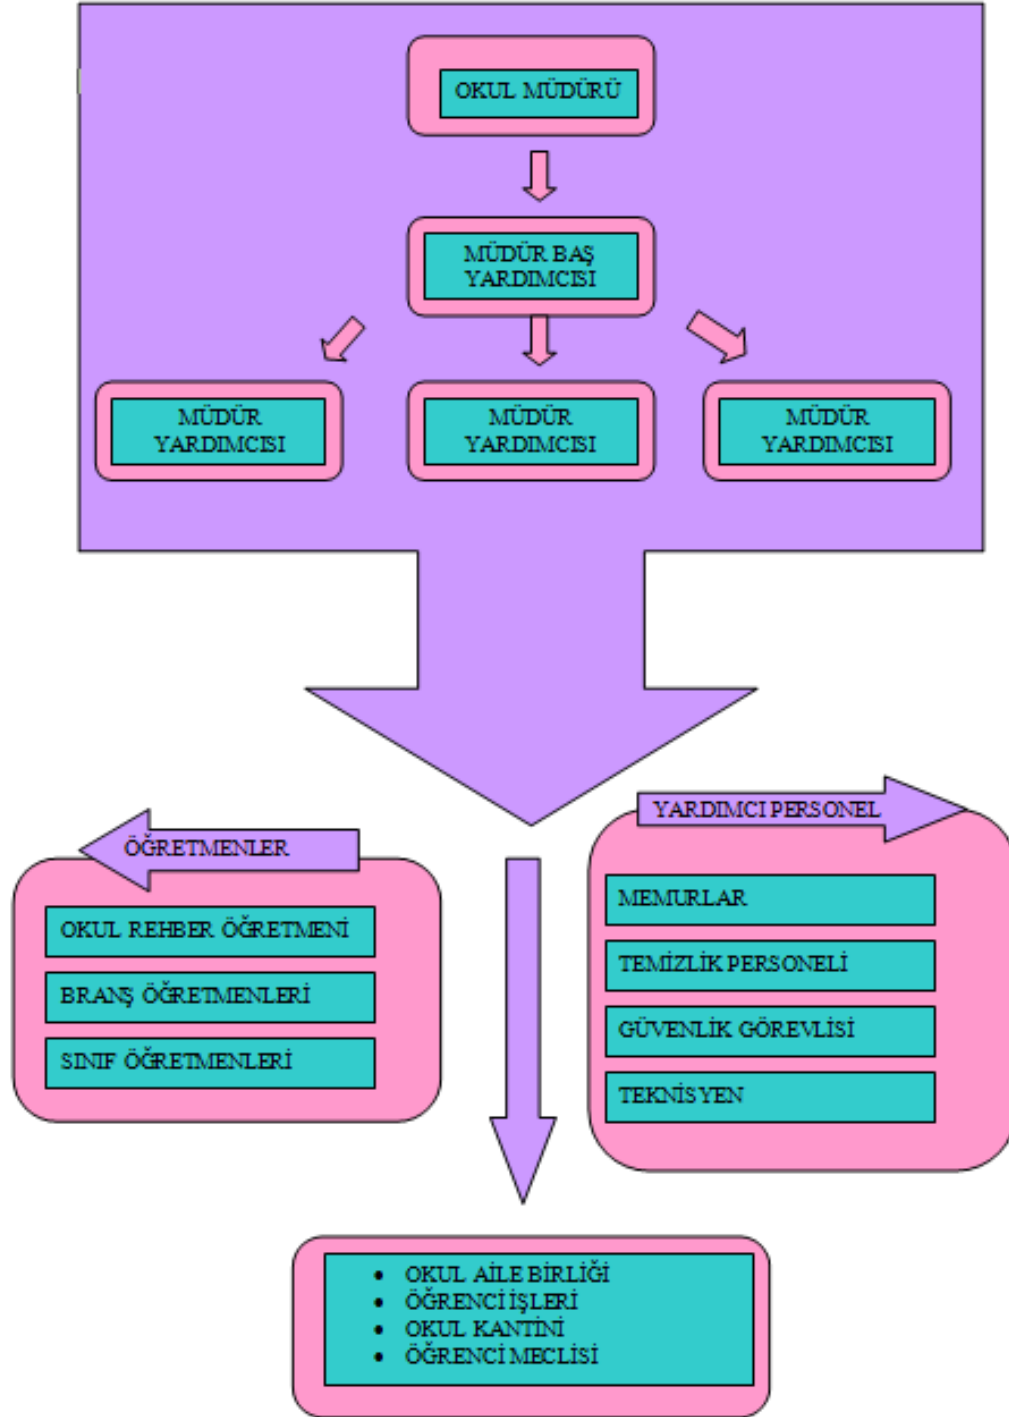 OKUL MÜDÜRÜ
MÜDÜR BAŞ
YARDIMCISI
MÜDÜR
YARDIMCISI
MÜDÜR
YARDIMCISI
MÜDÜR
YARDIMCISI
ÖĞRETMENLER
OKUL REHBER ÖĞRETMENİ
BRANŞ ÖĞRETMENLERİ
SINIF ÖĞRETMENLERİ
YARDIMCI PERSONEL
MEMURLAR
TEMİZLİK PERSONELİ
GÜVENLİK GÖREVLİSİ
TEKNİSYEN
• OKUL AİLE BİRLİĞİ
• ÖĞRENCİ İŞLERİ
• OKUL KANTİNİ
• ÖĞRENCİ MECLİSİ